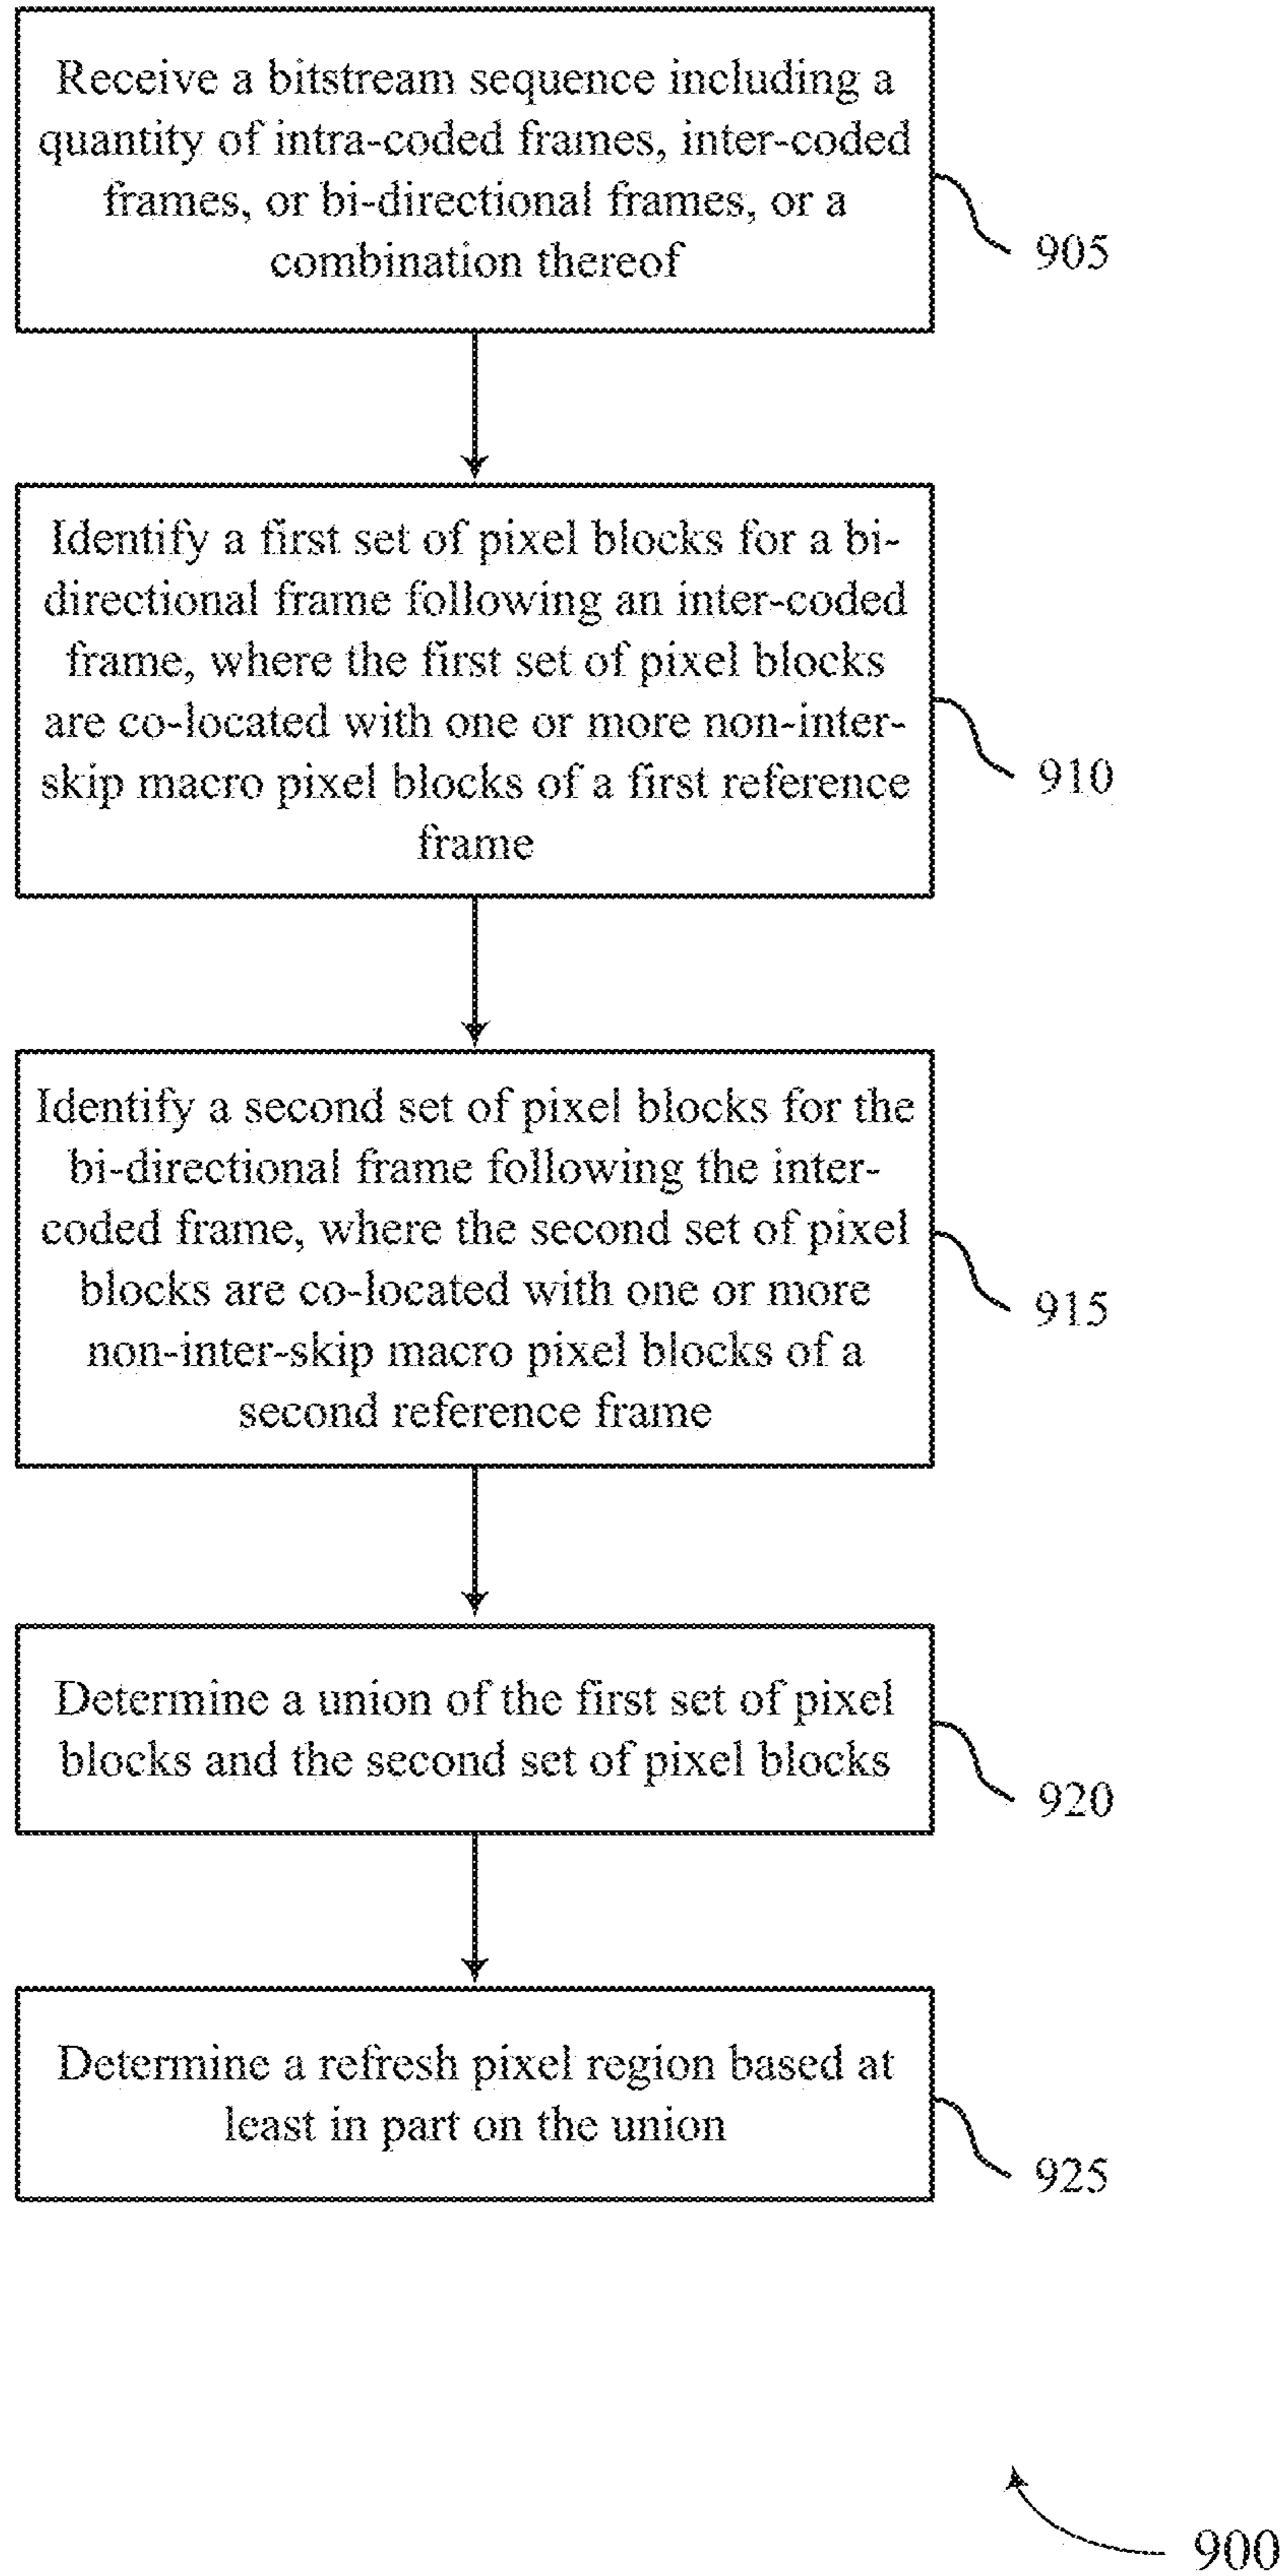 Receive a bitstream sequence including a
quantity of intra-coded frames, inter-coded
frames, or bi-directional frames, or a
combination thereof
905
Identify a first set of pixel blocks for a bi-
directional frame following an inter-coded
frame, where the first set of pixel blocks
are co-located with one or more non-inter-
skip macro pixel blocks of a first reference
frame
910
Identify a second set of pixel blocks for the
bi-directional frame following the inter-
coded frame, where the second set of pixel
blocks are co-located with one or more
non-inter-skip macro pixel blocks of a
second reference frame
915
Determine a union of the first set of pixel
blocks and the second set of pixel blocks
920
Determine a refresh pixel region based at
least in part on the union
925
900